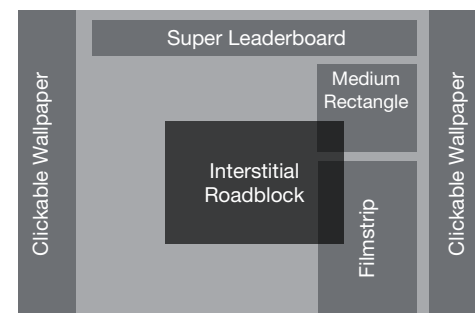 Clickable Wallpaper
Super Leaderboard
Medium
Rectangle
Interstitial
Roadblock
Filmstrip
Clickable Wallpaper